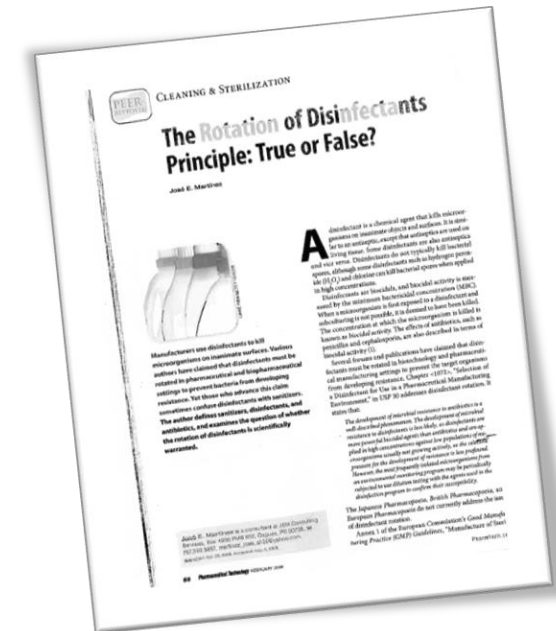 PEER-
REVIEWED
CLEANING & STERILIZATION
The Rotation of Disinfectants
Principle: True or False?
José E. Martinez
Manufacturers use disinfectants to kill
microorganisms on inanimate surfaces. Various
authors have claimed that disinfectants must be
rotated in pharmaceutical and biopharmaceutical
settings to prevent bacteria from developing
resistance. Yet those who advance this claim
sometimes confuse disinfectants with sanitizers.
The author defines sanitizers, disinfectants, and
antibiotics, and examines the question of whether
the rotation of disinfectants is scientifically
warranted.
José E. Martinez is a consultant at JEM Consulting
A disinfectant is a chemical agent that kills microor-
ganisms on inanimate objects and surfaces. It is simi-
lar to an antiseptic, except that antiseptics are used on
living tissue. Some disinfectants are also antiseptics
and vice versa. Disinfectants do not typically kill bacterial
spores, although some disinfectants such as hydrogen perox-
ide (H2O2) and chlorine can kill bacterial spores when applied
in high concentrations.
Disinfectants are biocidals, and biocidal activity is meas-
ured by the minimum bactericidal concentration (MBC).
When a microorganism is first exposed to a disinfectant and
subculturing is not possible, it is deemed to have been killed.
The concentration at which the microorganism is killed is
known as biocidal activity. The effects of antibiotics, such as
penicillin and cephalosporin, are also described in terms of
biocidal activity (1).
Several forums and publications have claimed that disin-
fectants must be rotated in biotechnology and pharmaceuti-
cal manufacturing settings to prevent the target organisms
from developing resistance. Chapter <1072>, "Selection of
a Disinfectant for Use in a Pharmaceutical Manufacturing
Environment," in USP 30 addresses disinfectant rotation. It
states that:
The development of microbial resistance to antibiotics is a
well-described phenomenon. The development of microbial
resistance to disinfectants is less likely, as disinfectants are
more powerful biocidal agents than antibiotics and are ap-
plied in high concentrations against low populations of mi-
croorganisms usually not growing actively, so the selective
pressure for the development of resistance is less profound.
However, the most frequently isolated microorganisms from
an environmental monitoring program may be periodically
subjected to use dilution testing with the agents used in the
disinfection program to confirm their susceptibility.
The Japanese Pharmacopoeia, British Pharmacopoeia, and
European Pharmacopoeia do not currently address the issue
of disinfectant rotation.
Annex 1 of the European Commission's Good Manufac-
turing Practice (GMP) Guidelines, "Manufacture of Steri
Pharmaceutical Technology FEBRUARY